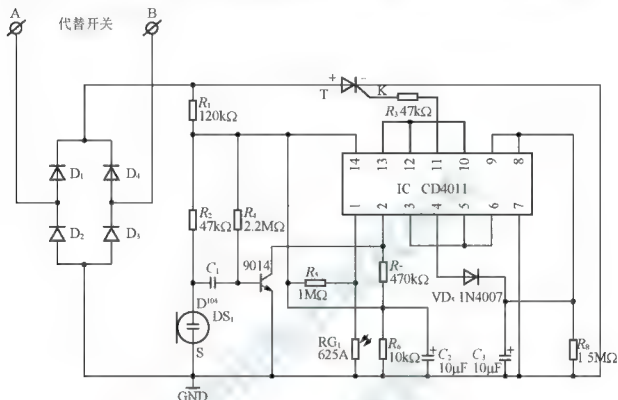 A
B
代替开关
+
-
T
K
R₁
120kΩ
R₃ 47kΩ
14
13
12
11
10
9
8
D₁
D₄
IC CD4011
R₂
47kΩ
R₄
2.2MΩ
1
2
3
4
5
6
7
D₂
D₃
C₁
9014
R₅
1MΩ
470kΩ
VD₅ 1N4007
D¹⁰⁴
DS₁
S
RG₁
625A
R₆
10kΩ
+
C₂
10μF
C₃
10μF
+
R₈
1 5MΩ
GND